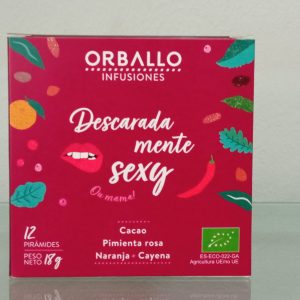 ORBALLO
INFUSIONES
Descarada
mente
sexy
Ou mama!
12
PIRÁMIDES
PESO
NETO 18g
Cacao
Pimienta rosa
Naranja + Cayena
ES-ECO-022-GA
Agricultura UE/no UE